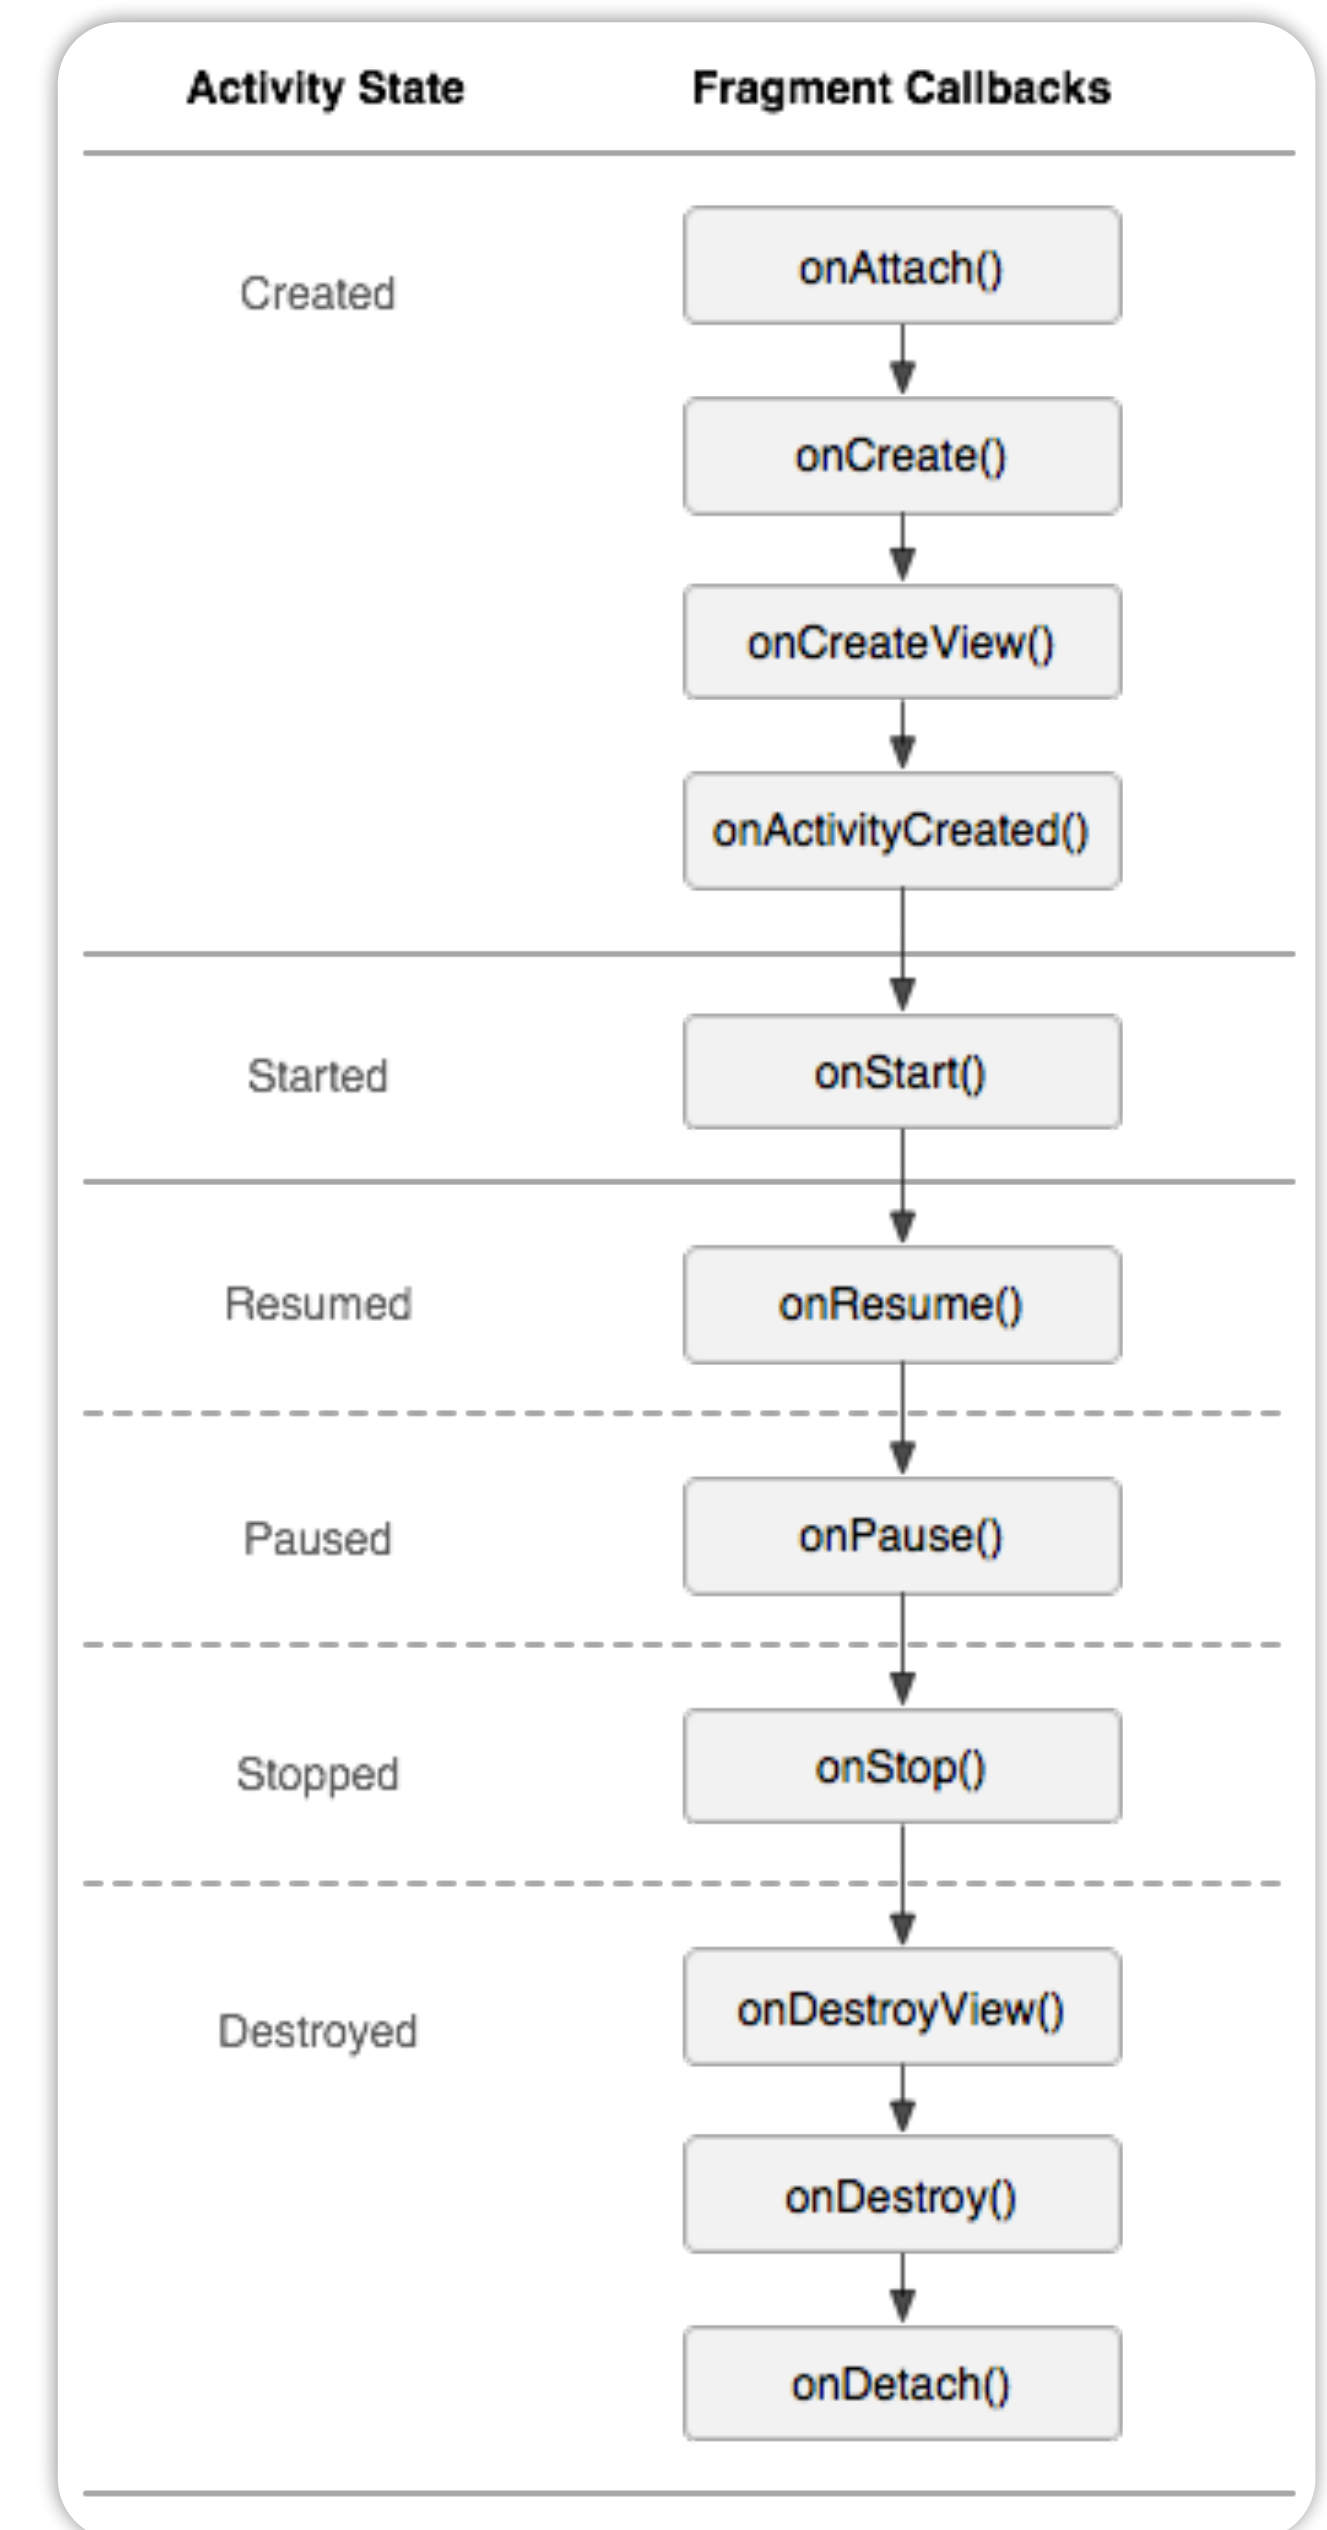 Activity State Fragment Callbacks
Created onAttach()
onCreate()
onCreateView()
onActivityCreated()
Started onStart()
Resumed onResume()
Paused onPause()
Stopped onStop()
Destroyed onDestroyView()
onDestroy()
onDetach()